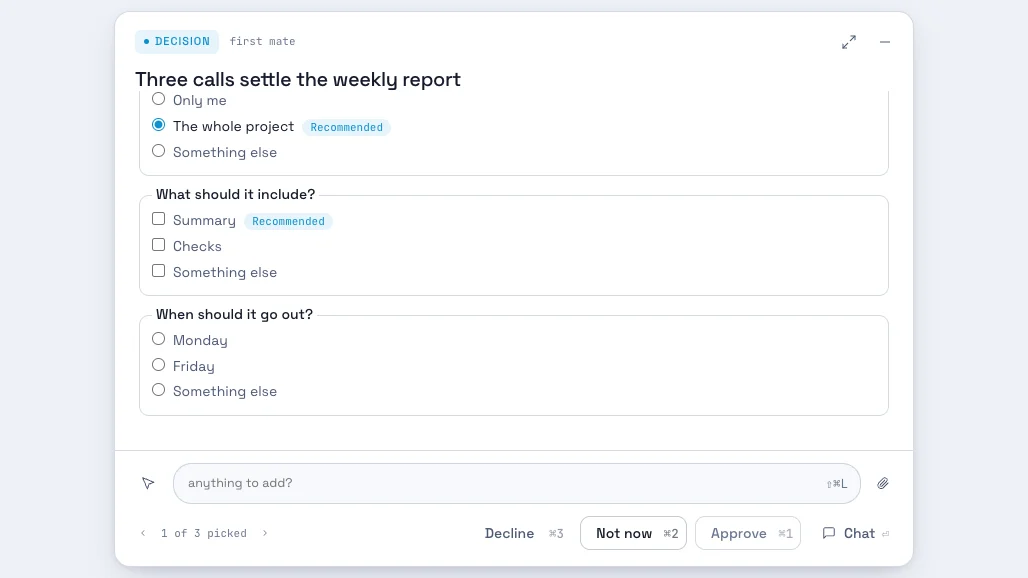 DECISION first mate
Three calls settle the weekly report
Only me
The whole project Recommended
Something else
What should it include?
Summary Recommended
Checks
Something else
When should it go out?
Monday
Friday
Something else
anything to add? ⇧⌘L
‹ 1 of 3 picked › Decline ⌘3 Not now ⌘2 Approve ⌘1 Chat ⏎